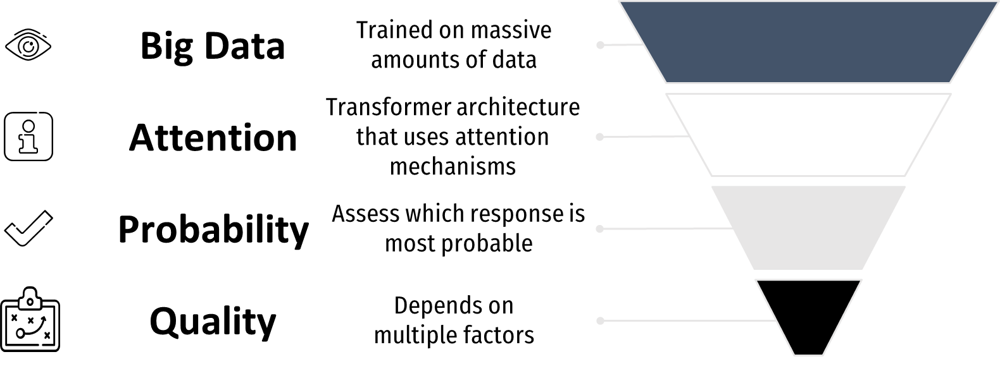 Big Data
Trained on massive
amounts of data
Attention
Transformer architecture
that uses attention
mechanisms
Probability
Assess which response is
most probable
Quality
Depends on
multiple factors